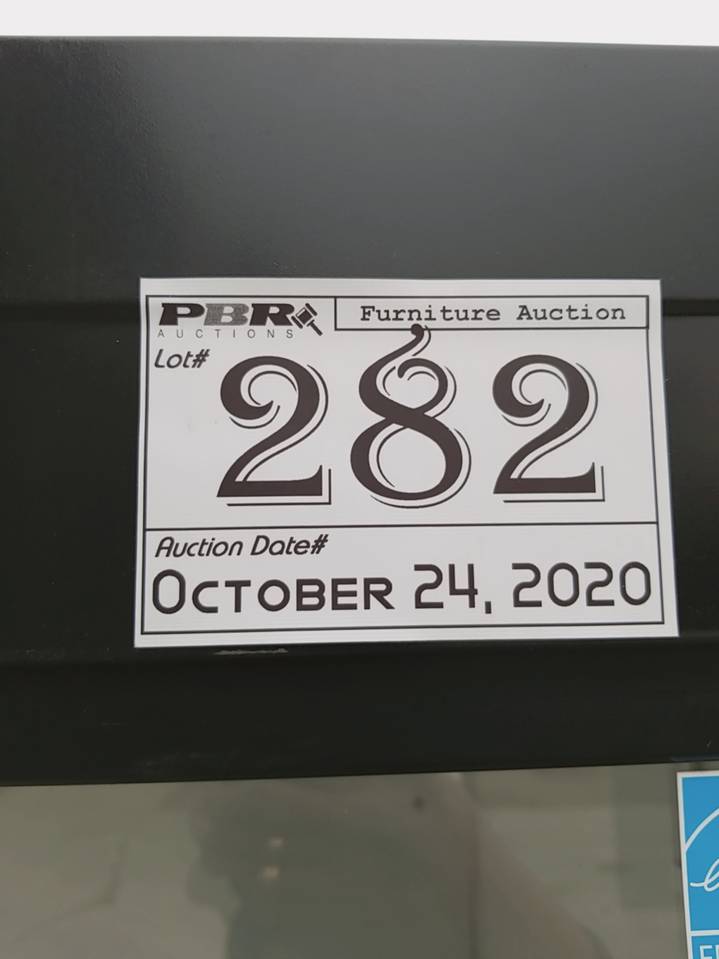 PBR
AUCTIONS
Furniture Auction
Lot#
282
Auction Date#
OCTOBER 24, 2020